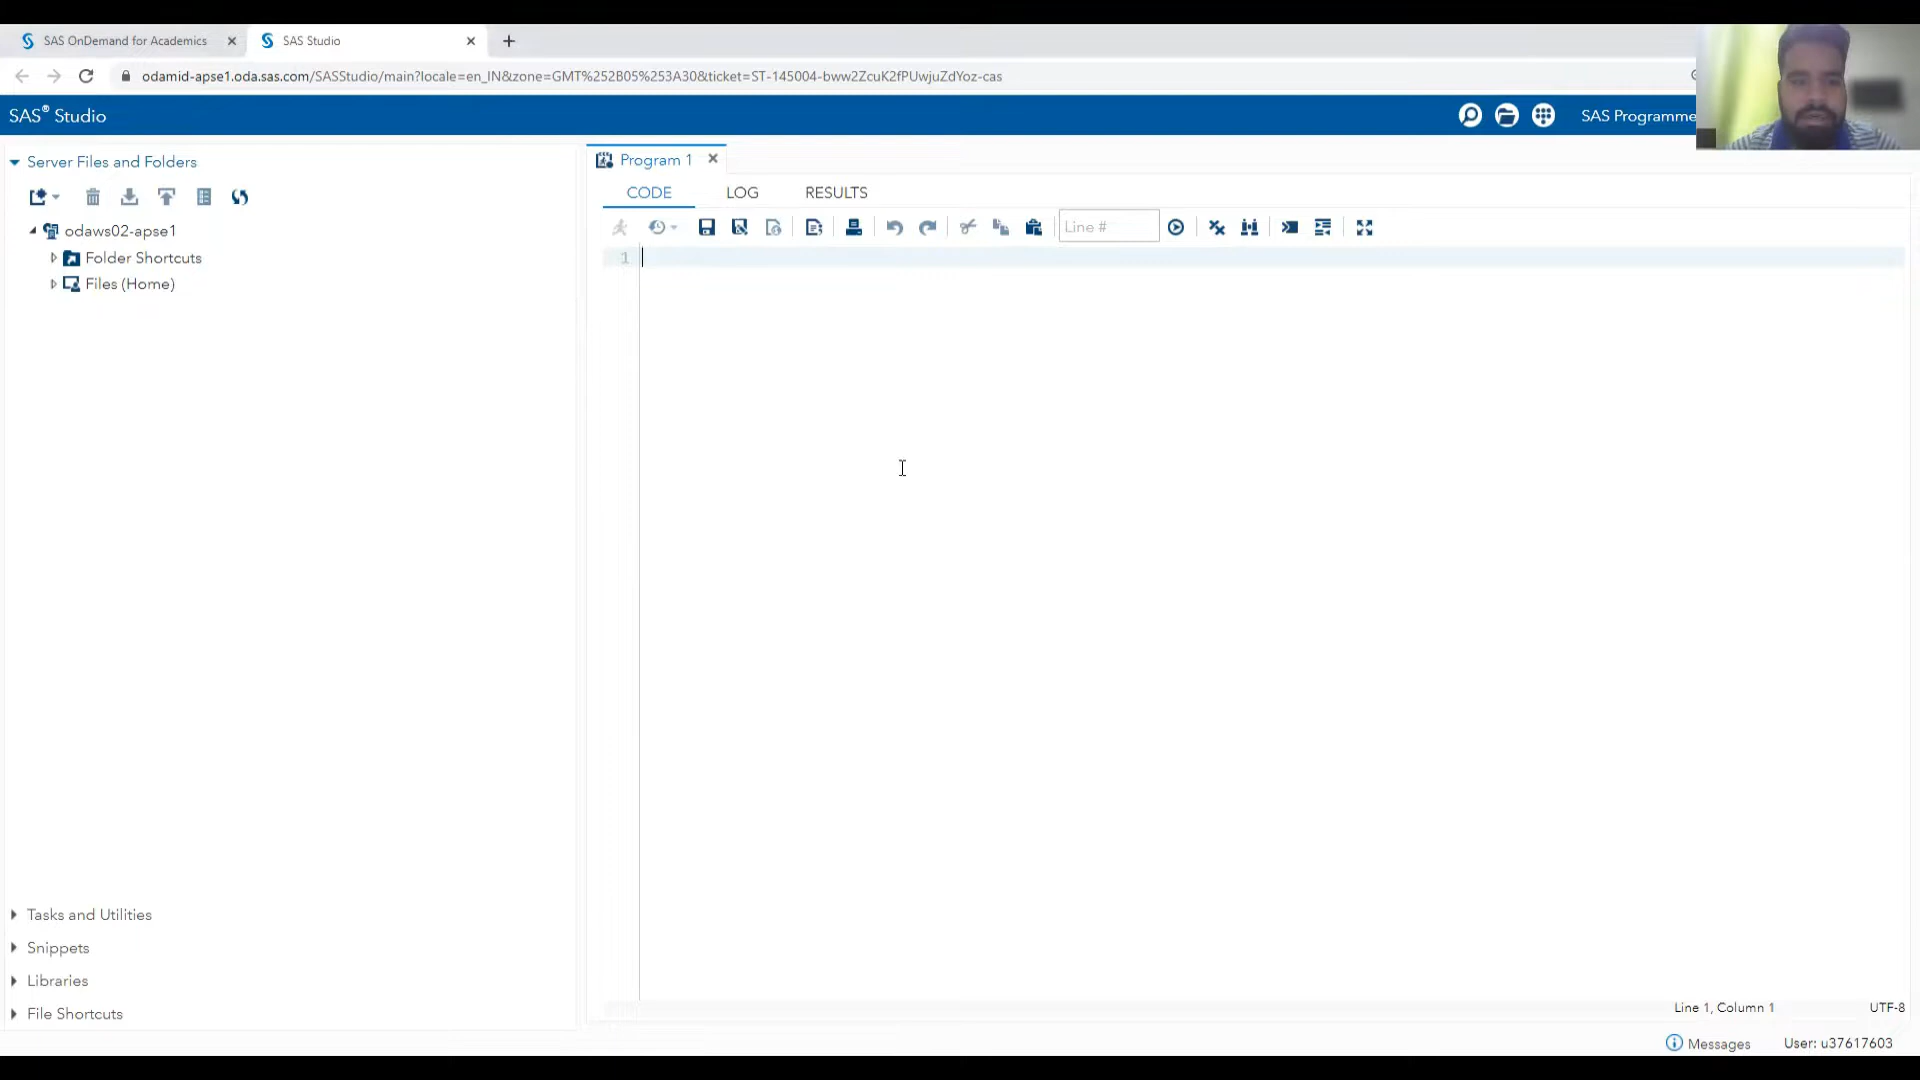 SAS OnDemand for Academics
SAS Studio
odamid-apse1.oda.sas.com/SASStudio/main?locale=en_IN&zone=GMT%252B05%253A30&ticket=ST-145004-bww2ZcuK2fPUwjuZdYoz-cas
SAS® Studio
SAS Programme
Server Files and Folders
odaws02-apse1
Folder Shortcuts
Files (Home)
Tasks and Utilities
Snippets
Libraries
File Shortcuts
Program 1
CODE LOG RESULTS
Line #
1
Line 1, Column 1 UTF-8
Messages User: u37617603